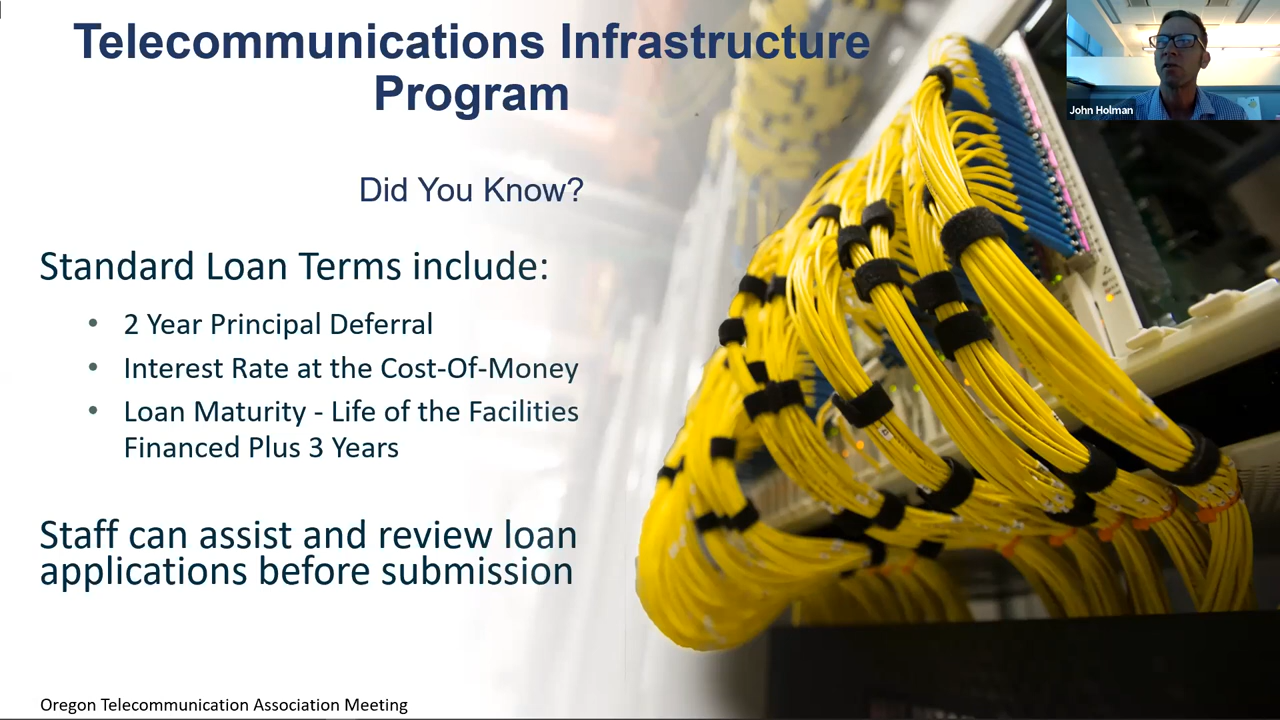 Telecommunications Infrastructure
Program
John Holman
Did You Know?
Standard Loan Terms include:
• 2 Year Principal Deferral
• Interest Rate at the Cost-Of-Money
• Loan Maturity - Life of the Facilities
Financed Plus 3 Years
Staff can assist and review loan
applications before submission
Oregon Telecommunication Association Meeting